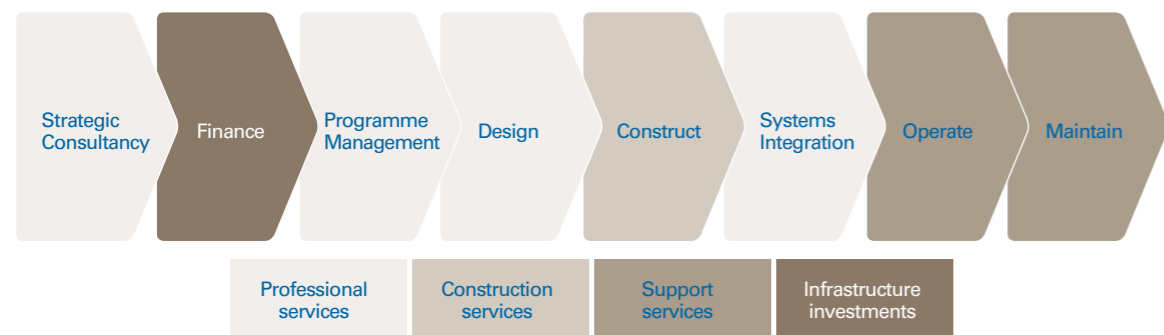 Strategic
Consultancy
Finance
Programme
Management
Design
Construct
Systems
Integration
Operate
Maintain
Professional
services
Construction
services
Support
services
Infrastructure
investments